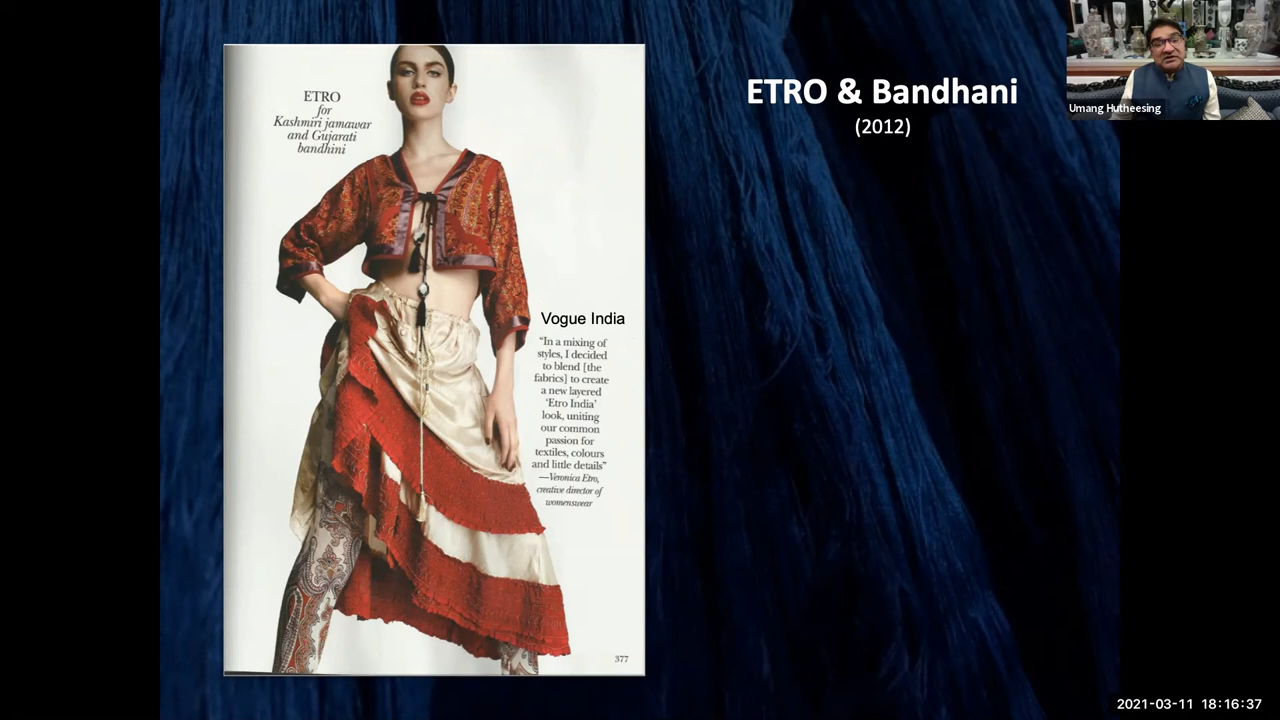 ETRO & Bandhani
(2012)
Umang Hutheesing
ETRO
for
Kashmiri jamawar
and Gujarati
bandhini
Vogue India
“In a mixing of
styles, I decided
to blend [the
fabrics] to create
a new layered
‘Etro India’
look, uniting
our common
passion for
textiles, colours
and little details”
—Veronica Etro,
creative director of
womenswear
377
2021-03-11 18:16:37